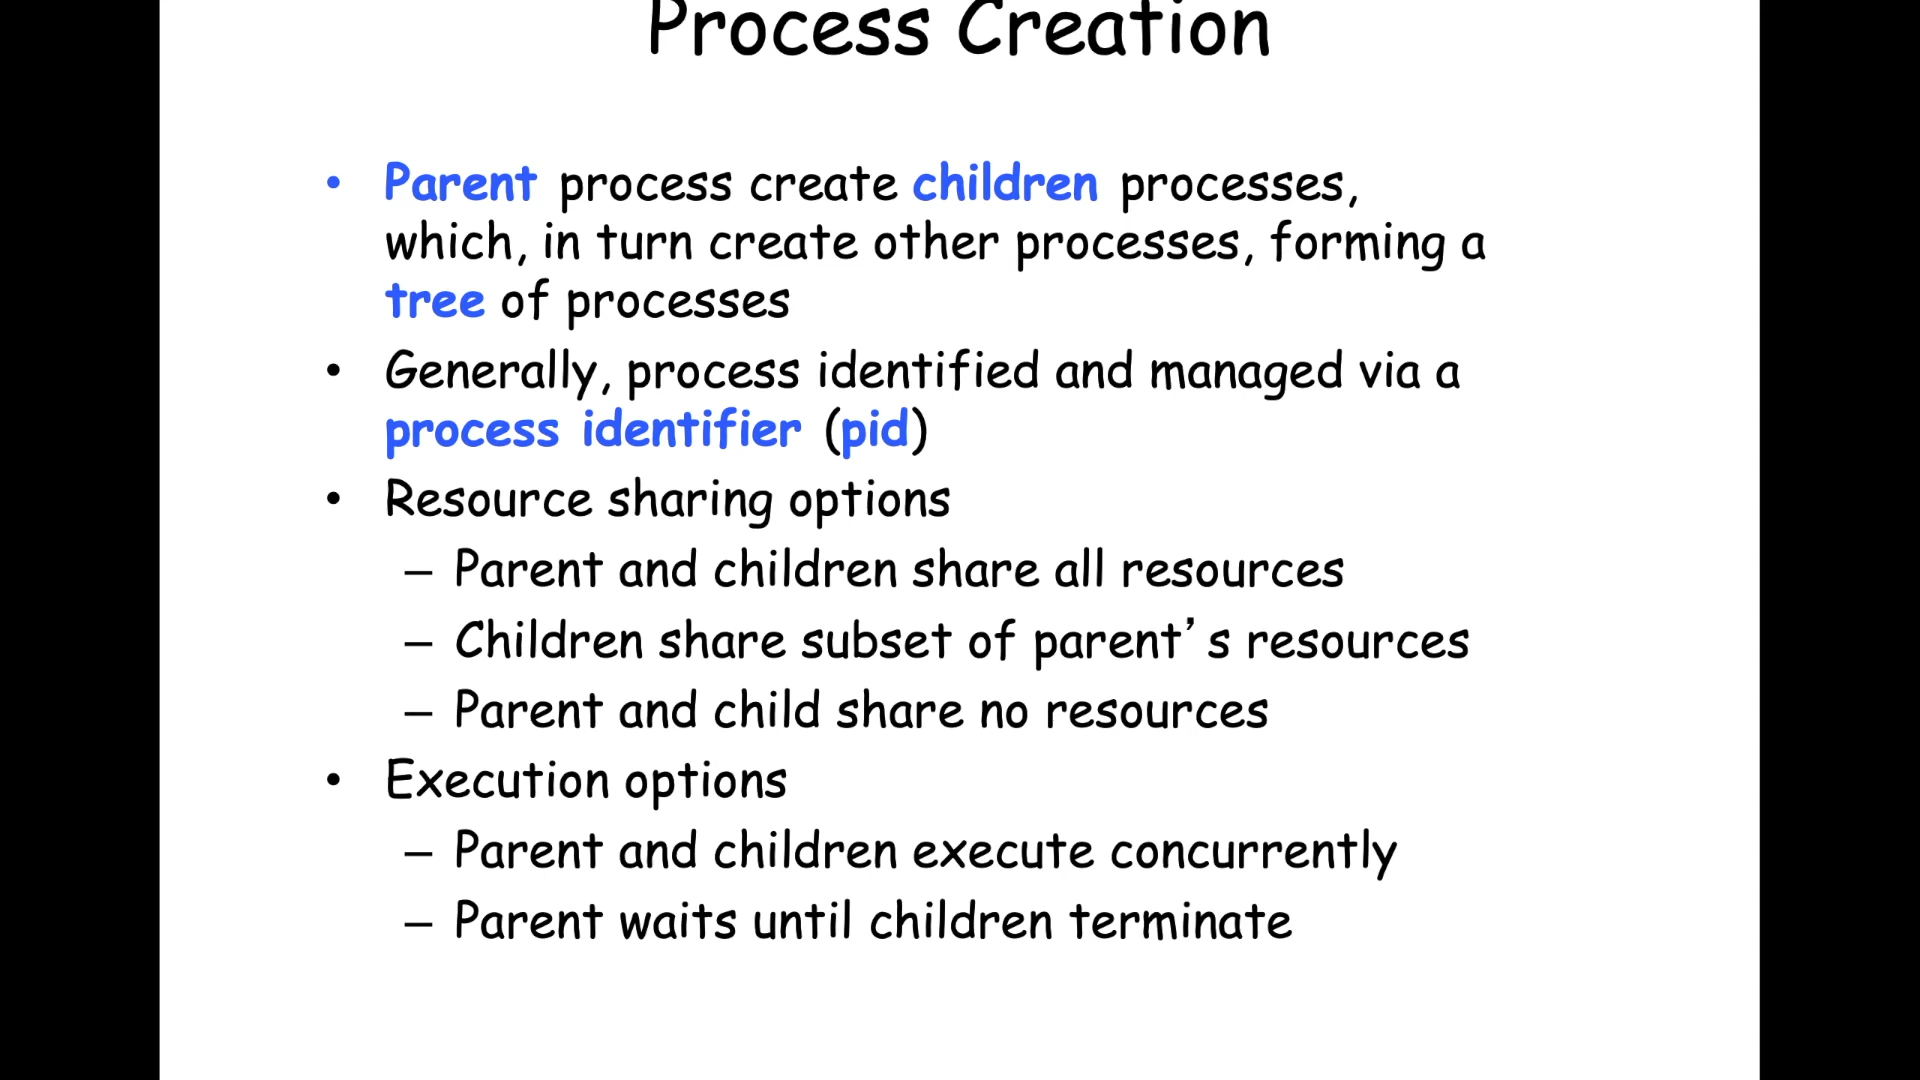 Process Creation
• Parent process create children processes,
which, in turn create other processes, forming a
tree of processes
• Generally, process identified and managed via a
process identifier (pid)
• Resource sharing options
– Parent and children share all resources
– Children share subset of parent’s resources
– Parent and child share no resources
• Execution options
– Parent and children execute concurrently
– Parent waits until children terminate